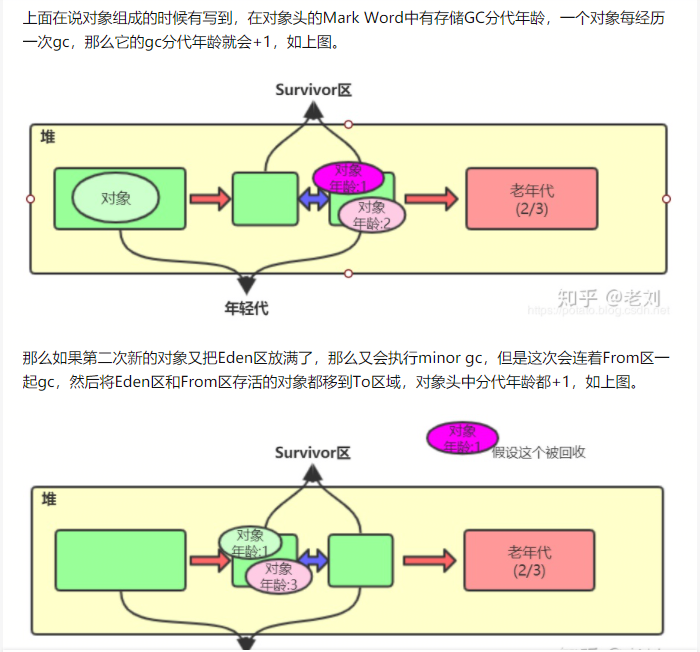 上面在说对象组成的时候有写到，在对象头的Mark Word中有存储GC分代年龄，一个对象每经历
一次gc，那么它的gc分代年龄就会+1，如上图。
Survivor区
堆
对象
对象
年龄:1
对象
年龄:2
老年代
(2/3)
知乎 @老刘
年轻代
那么如果第二次新的对象又把Eden区放满了，那么又会执行minor gc，但是这次会连着From区一
起gc，然后将Eden区和From区存活的对象都移到To区域，对象头中分代年龄都+1，如上图。
对象
年龄:1
假设这个被回收
Survivor区
堆
对象
年龄:1
对象
年龄:3
老年代
(2/3)